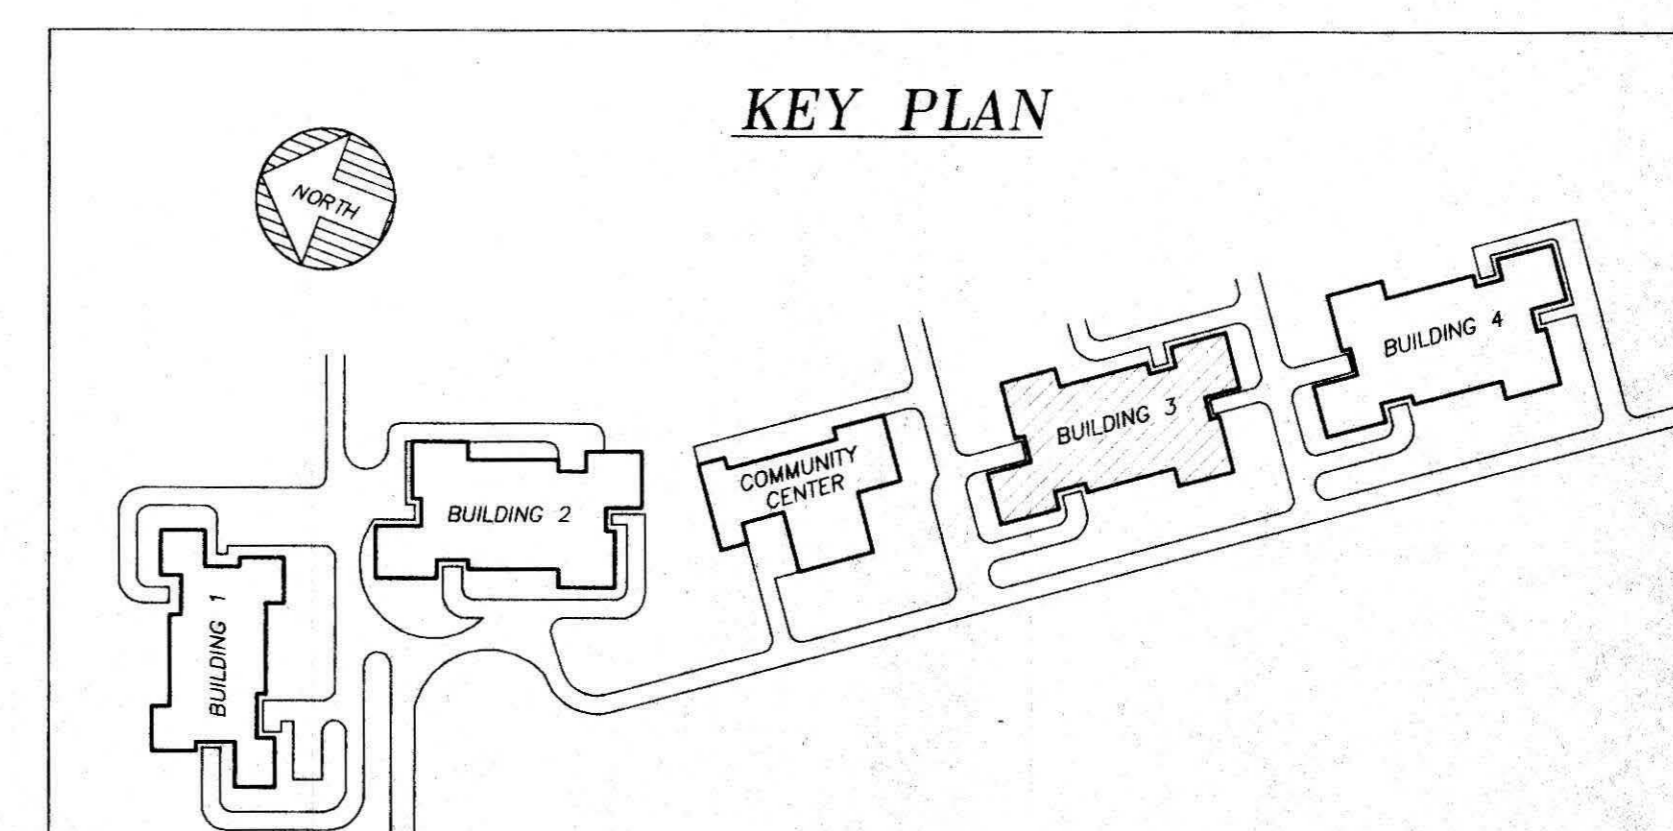 KEY PLAN
NORTH
BUILDING 4
BUILDING 3
COMMUNITY
CENTER
BUILDING 2
BUILDING 1